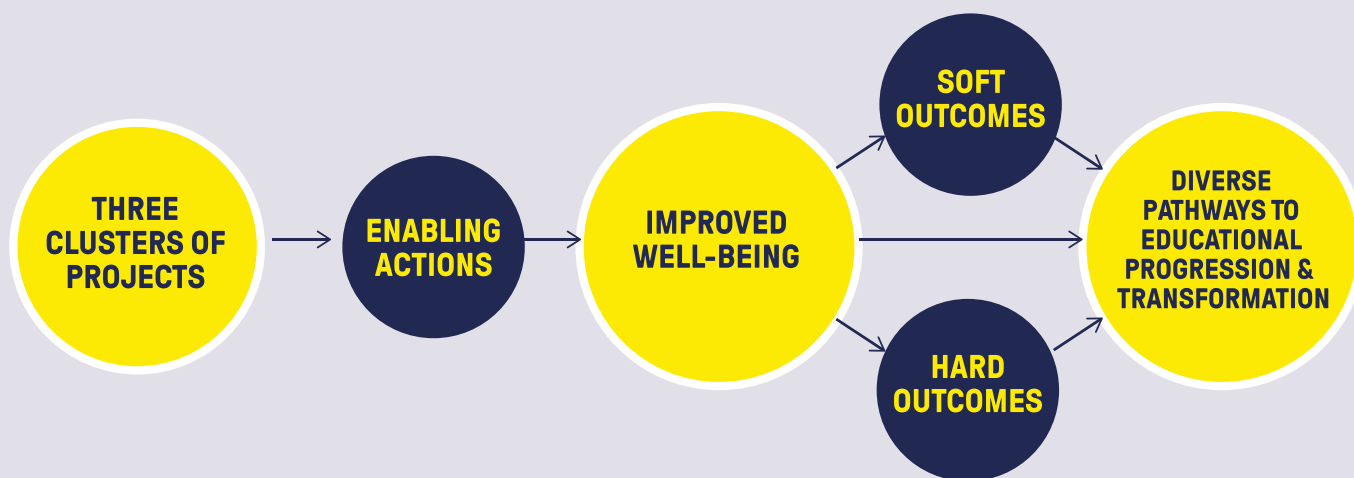 THREE
CLUSTERS OF
PROJECTS
ENABLING
ACTIONS
IMPROVED
WELL-BEING
SOFT
OUTCOMES
HARD
OUTCOMES
DIVERSE
PATHWAYS TO
EDUCATIONAL
PROGRESSION &
TRANSFORMATION